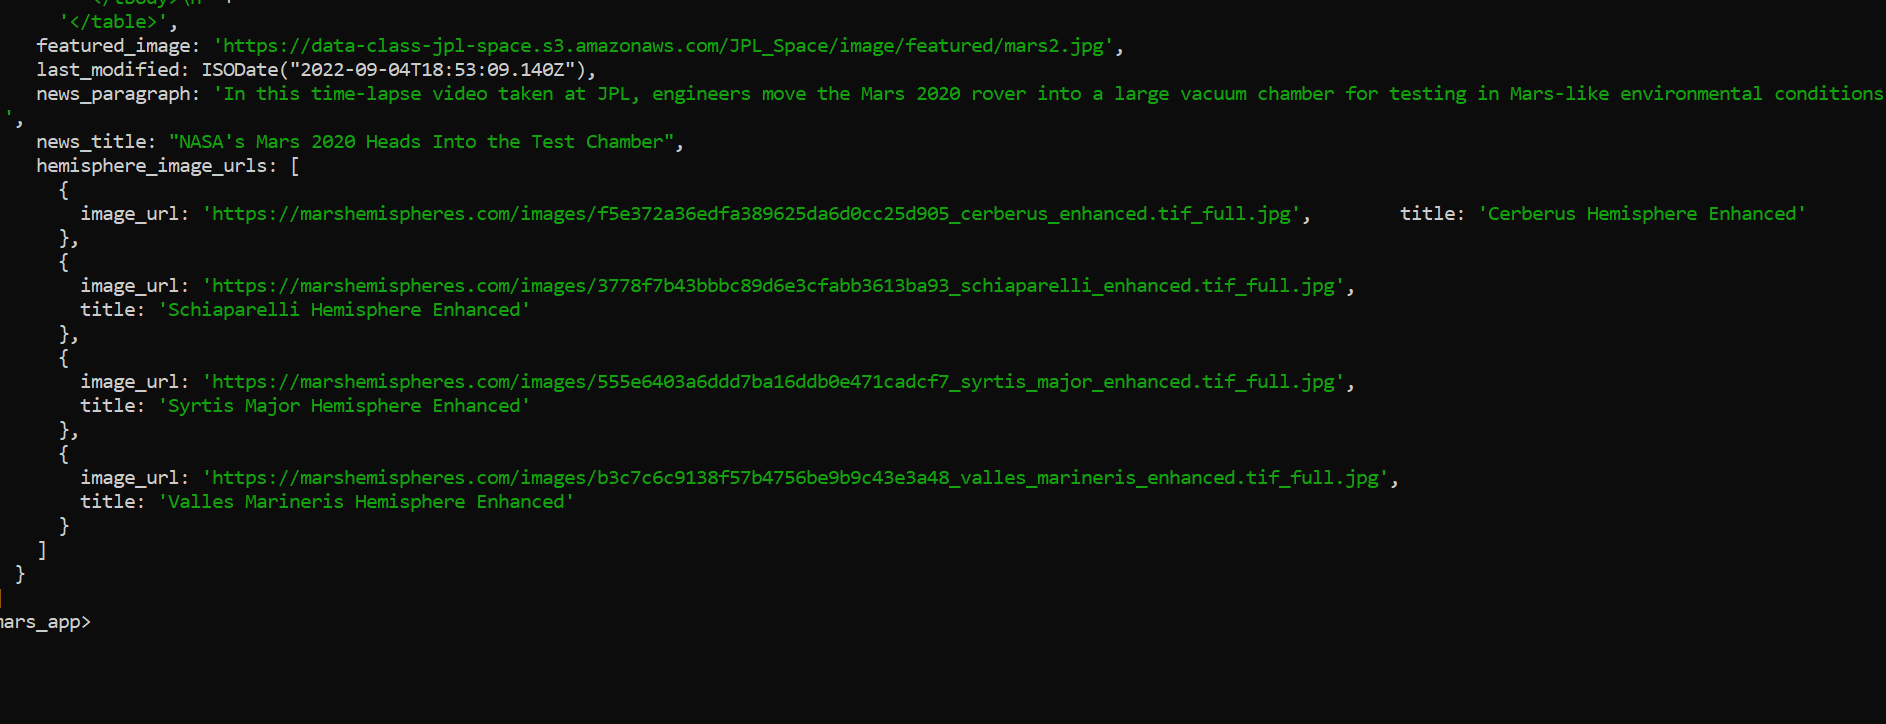 '</table>',
featured_image: 'https://data-class-jpl-space.s3.amazonaws.com/JPL_Space/image/featured/mars2.jpg',
last_modified: ISODate("2022-09-04T18:53:09.140Z"),
news_paragraph: 'In this time-lapse video taken at JPL, engineers move the Mars 2020 rover into a large vacuum chamber for testing in Mars-like environmental conditions
',
news_title: "NASA's Mars 2020 Heads Into the Test Chamber",
hemisphere_image_urls: [
{
image_url: 'https://marshemispheres.com/images/f5e372a36edfa389625da6d0cc25d905_cerberus_enhanced.tif_full.jpg', title: 'Cerberus Hemisphere Enhanced'
},
{
image_url: 'https://marshemispheres.com/images/3778f7b43bbbc89d6e3cfabb3613ba93_schiaparelli_enhanced.tif_full.jpg',
title: 'Schiaparelli Hemisphere Enhanced'
},
{
image_url: 'https://marshemispheres.com/images/555e6403a6ddd7ba16ddb0e471cadcf7_syrtis_major_enhanced.tif_full.jpg',
title: 'Syrtis Major Hemisphere Enhanced'
},
{
image_url: 'https://marshemispheres.com/images/b3c7c6c9138f57b4756be9b9c43e3a48_valles_marineris_enhanced.tif_full.jpg',
title: 'Valles Marineris Hemisphere Enhanced'
}
]
}
mars_app>